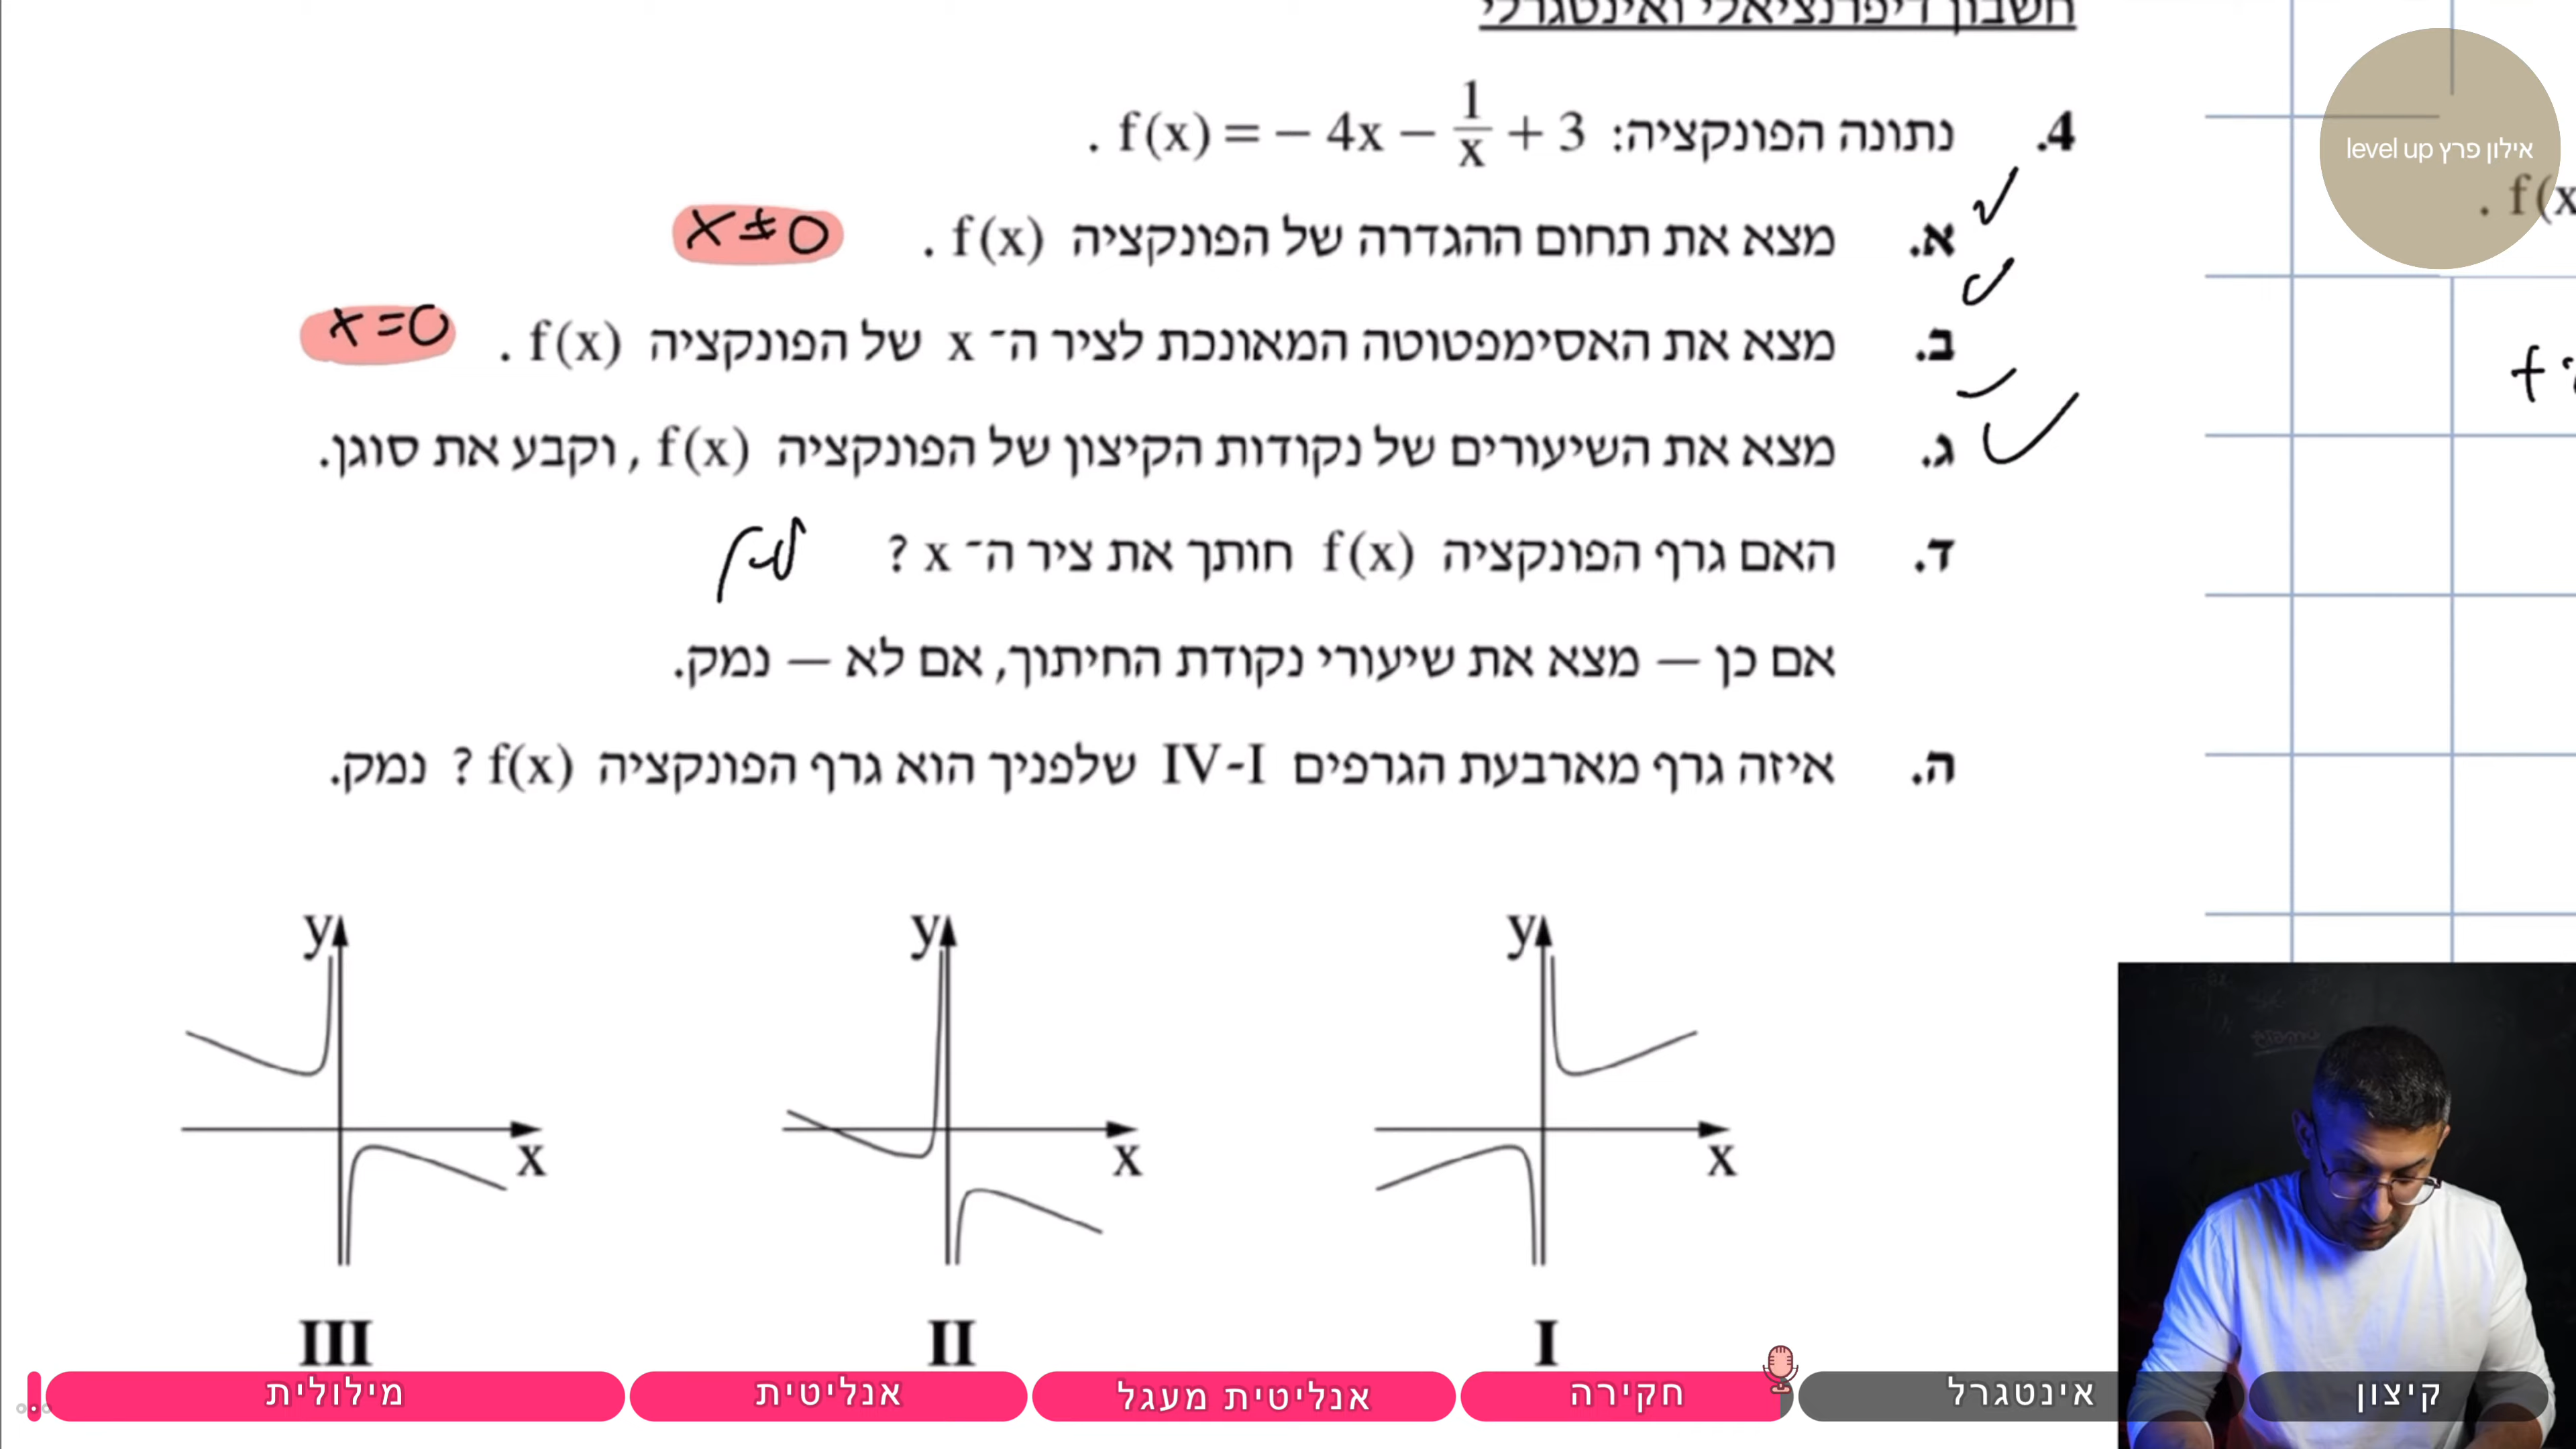 חשבון דיפרנציאלי ואינטגרלי
4. נתונה הפונקציה: f(x) = − 4x − 1/x + 3 .
א. מצא את תחום ההגדרה של הפונקציה f(x) . x≠0
ב. מצא את האסימפטוטה המאונכת לציר ה־ x של הפונקציה f(x) . x=0
ג. מצא את השיעורים של נקודות הקיצון של הפונקציה f(x) , וקבע את סוגן.
ד. האם גרף הפונקציה f(x) חותך את ציר ה־ x ?
אם כן — מצא את שיעורי נקודת החיתוך, אם לא — נמק.
ה. איזה גרף מארבעת הגרפים I-IV שלפניך הוא גרף הפונקציה f(x) ? נמק.
level up אילון פרץ
. f(x
y
x
I
y
x
II
y
x
III
קיצון
אינטגרל
חקירה
אנליטית מעגל
אנליטית
מילולית